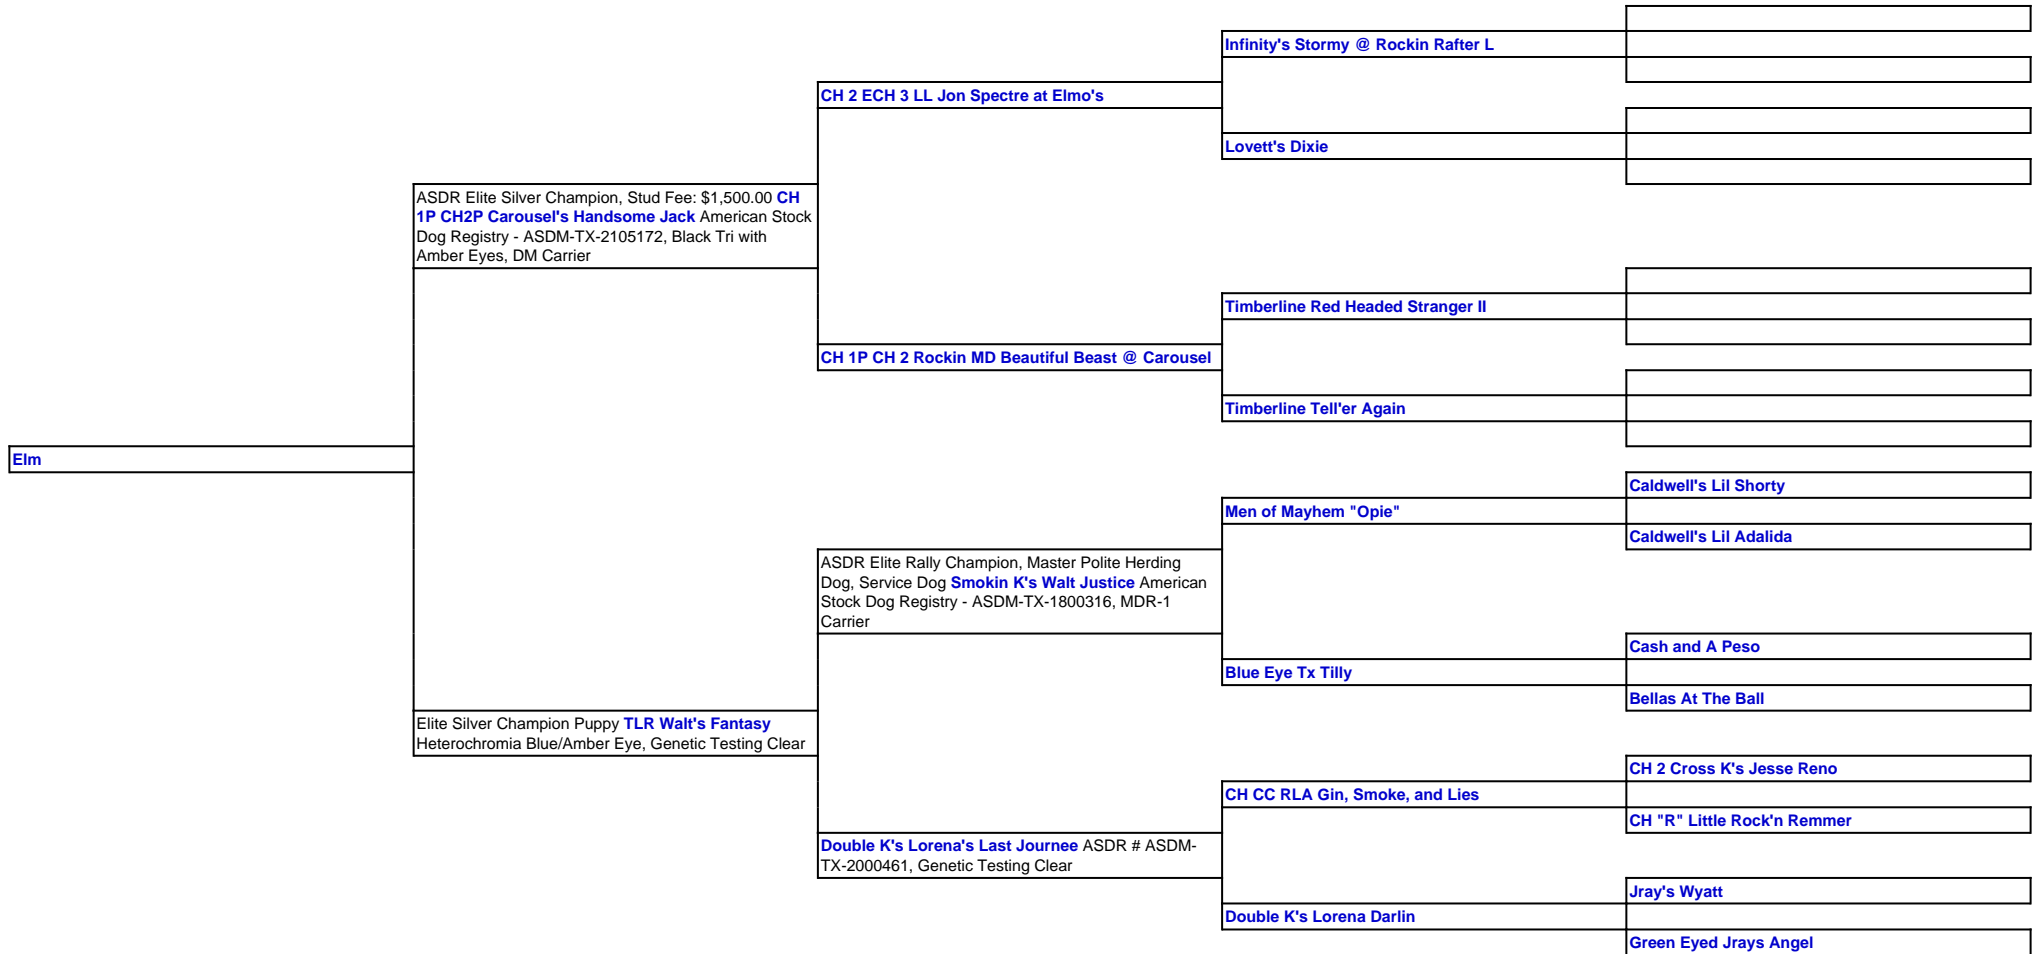 Infinity's Stormy @ Rockin Rafter L
CH 2 ECH 3 LL Jon Spectre at Elmo's
Lovett's Dixie
ASDR Elite Silver Champion, Stud Fee: $1,500.00 CH
1P CH2P Carousel's Handsome Jack American Stock
Dog Registry - ASDM-TX-2105172, Black Tri with
Amber Eyes, DM Carrier
Timberline Red Headed Stranger II
CH 1P CH 2 Rockin MD Beautiful Beast @ Carousel
Timberline Tell'er Again
Elm
Caldwell's Lil Shorty
Men of Mayhem "Opie"
Caldwell's Lil Adalida
ASDR Elite Rally Champion, Master Polite Herding
Dog, Service Dog Smokin K's Walt Justice American
Stock Dog Registry - ASDM-TX-1800316, MDR-1
Carrier
Cash and A Peso
Blue Eye Tx Tilly
Bellas At The Ball
Elite Silver Champion Puppy TLR Walt's Fantasy
Heterochromia Blue/Amber Eye, Genetic Testing Clear
CH 2 Cross K's Jesse Reno
CH CC RLA Gin, Smoke, and Lies
CH "R" Little Rock'n Remmer
Double K's Lorena's Last Journee ASDR # ASDM-
TX-2000461, Genetic Testing Clear
Jray's Wyatt
Double K's Lorena Darlin
Green Eyed Jrays Angel